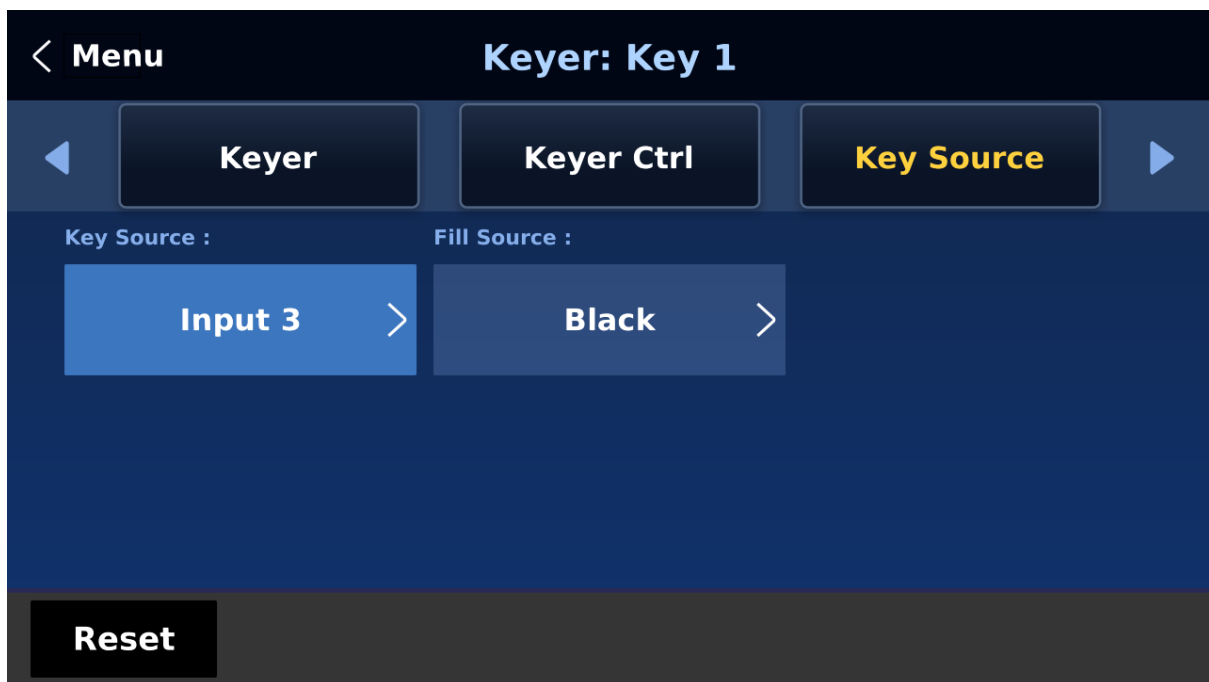 Menu
Keyer: Key 1
Keyer
Keyer Ctrl
Key Source
Key Source :
Fill Source :
Input 3
Black
Reset